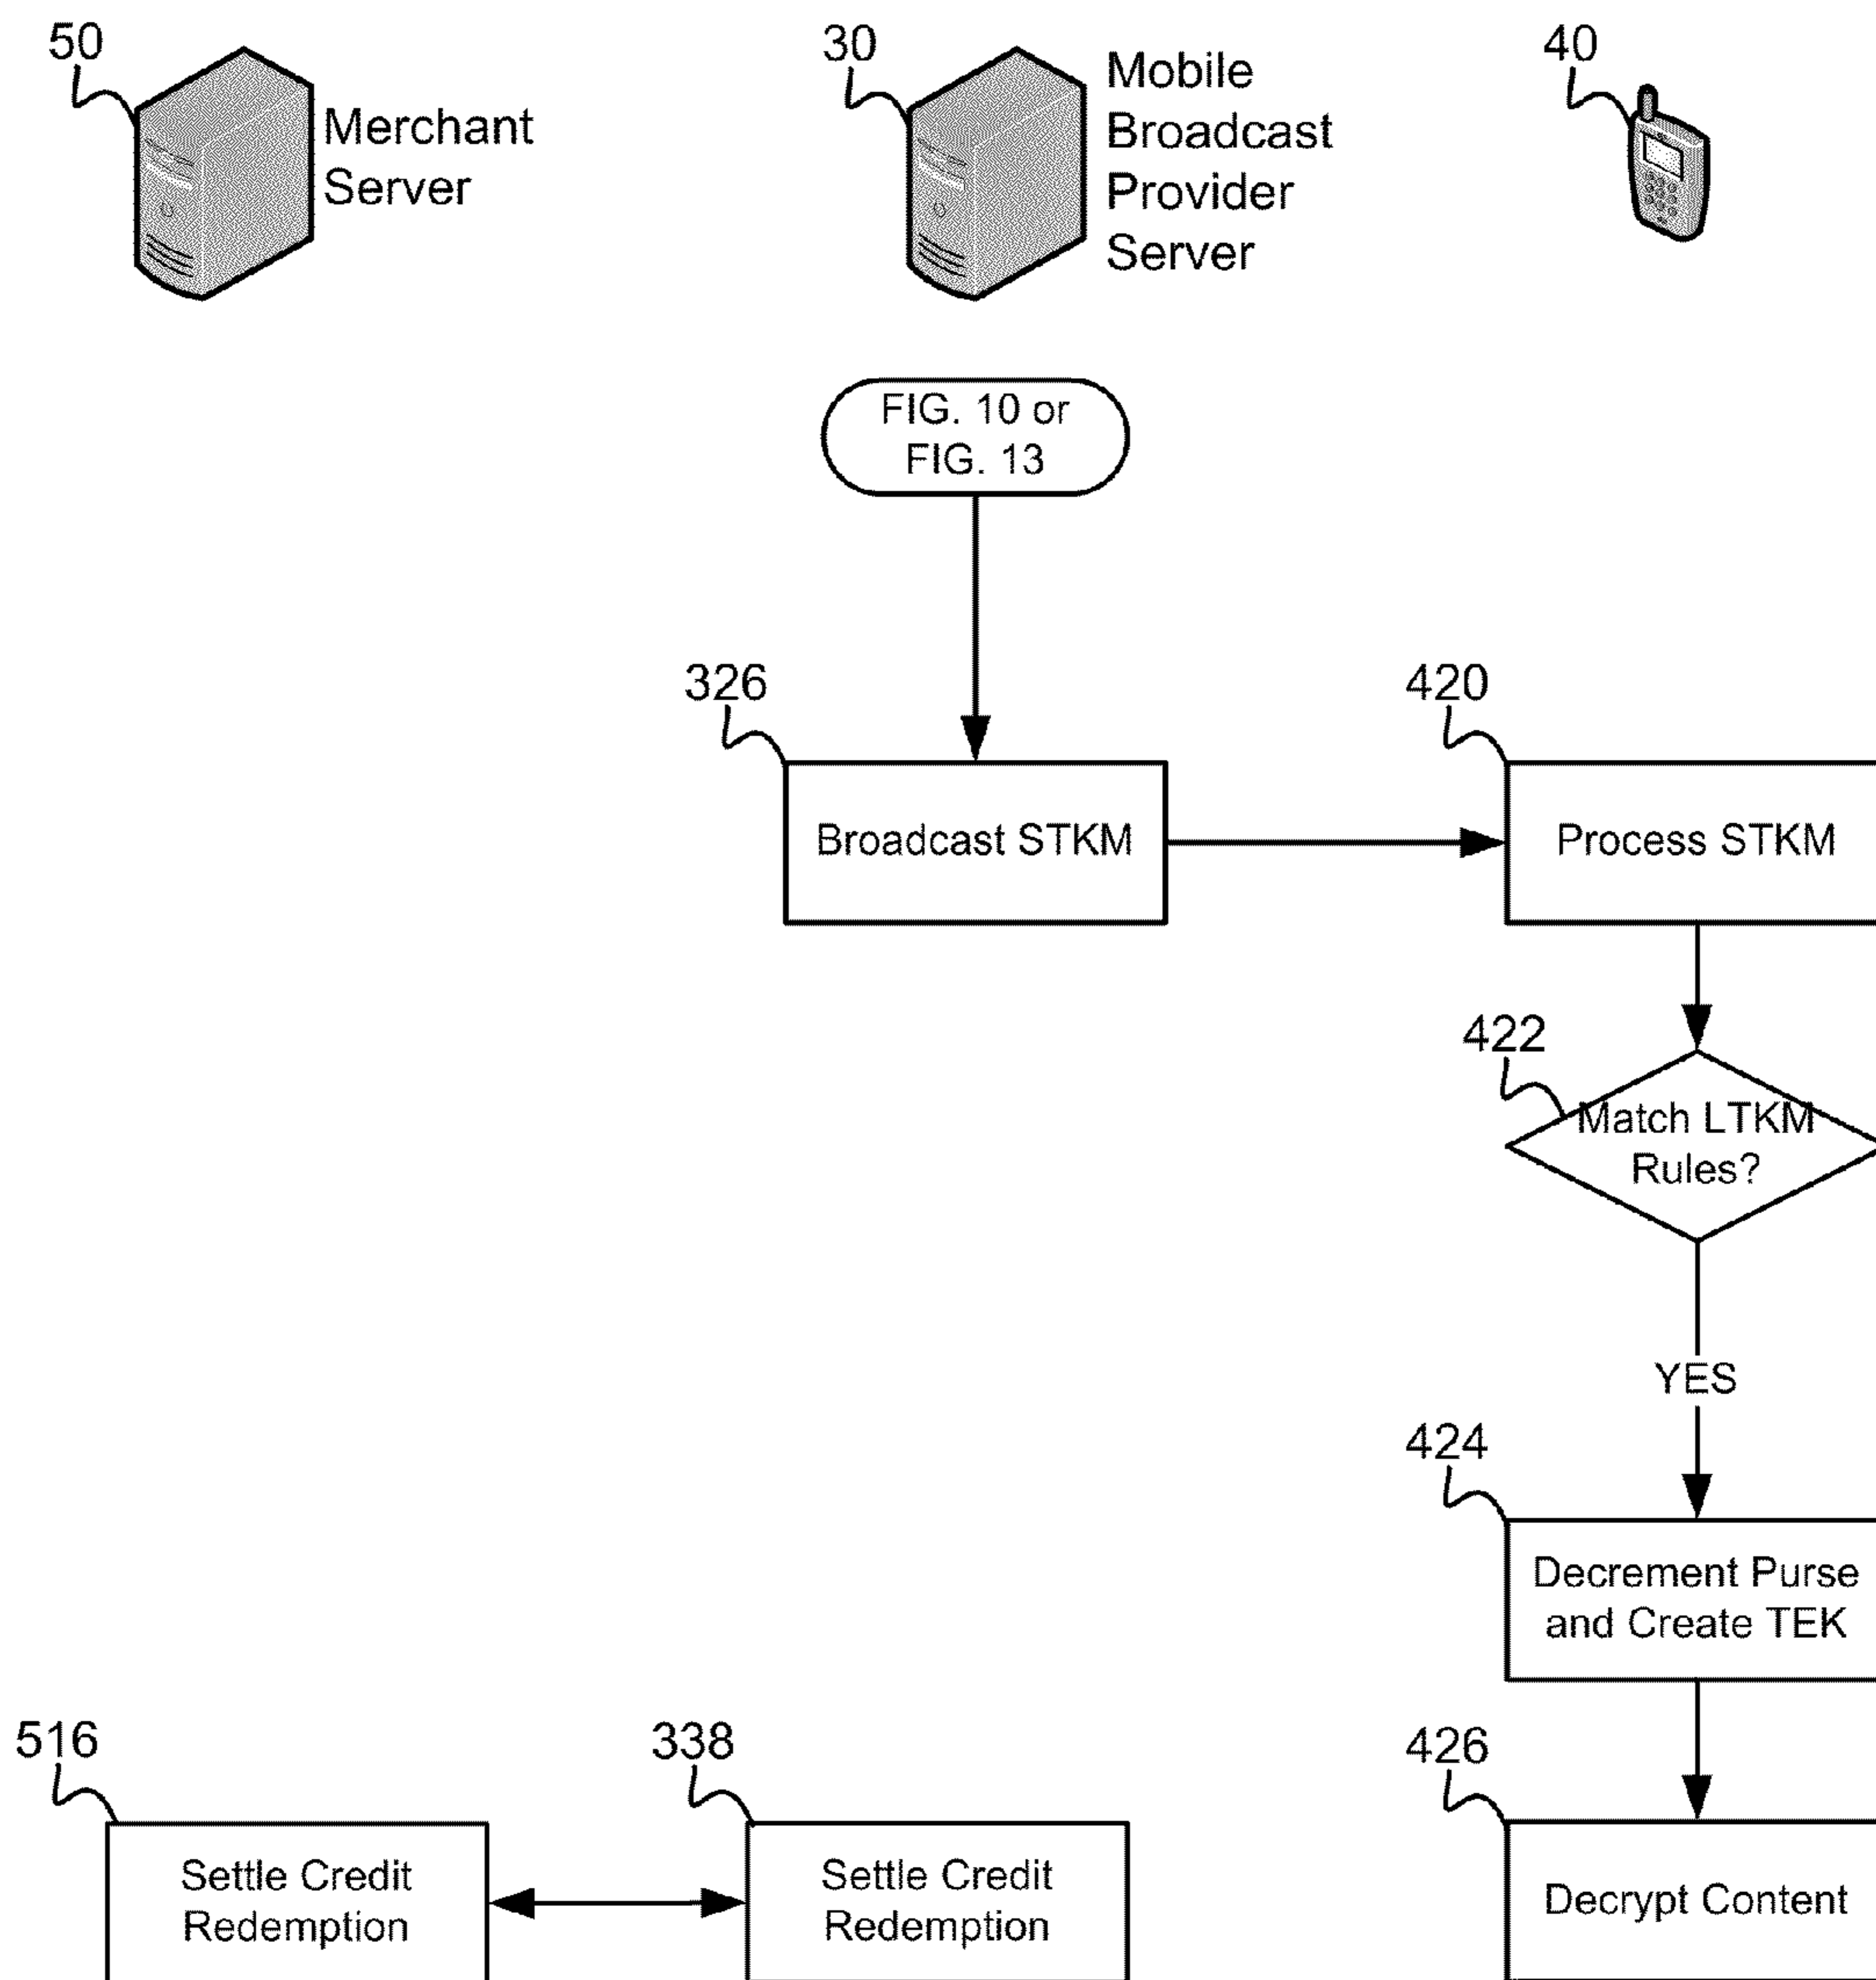 50
Merchant
Server
30
Mobile
Broadcast
Provider
Server
40
FIG. 10 or
FIG. 13
326
Broadcast STKM
420
Process STKM
422
Match LTKM
Rules?
YES
424
Decrement Purse
and Create TEK
516
Settle Credit
Redemption
338
Settle Credit
Redemption
426
Decrypt Content